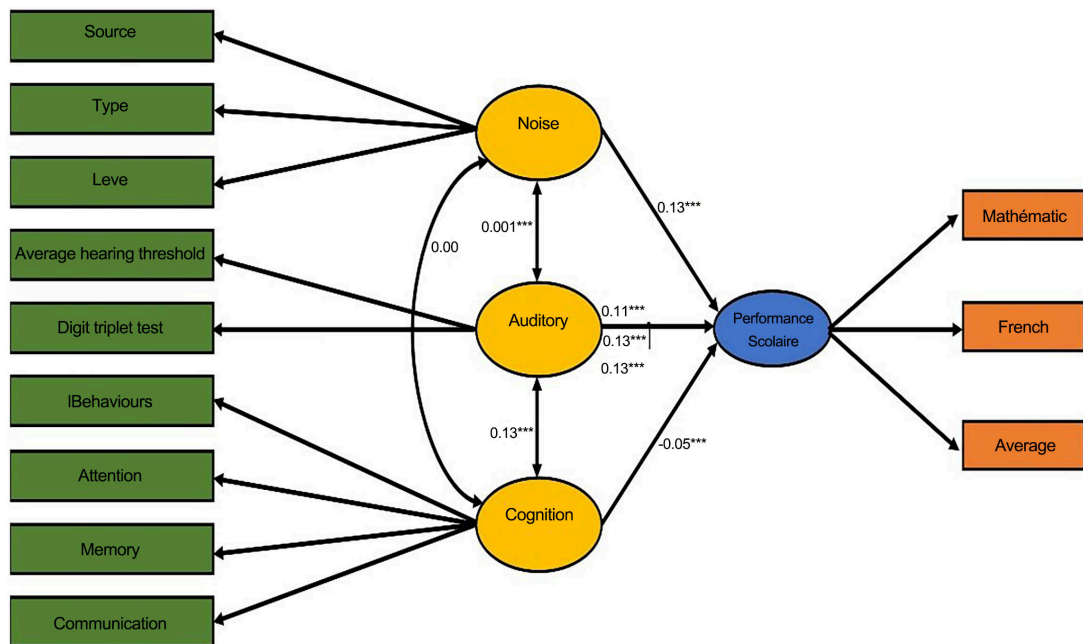 Source
Type
Leve
Average hearing threshold
Digit triplet test
lBehaviours
Attention
Memory
Communication
Noise
Auditory
Cognition
0.00
0.001***
0.13***
0.13***
0.11***
0.13***
0.13***
-0.05***
Performance
Scolaire
Mathématic
French
Average